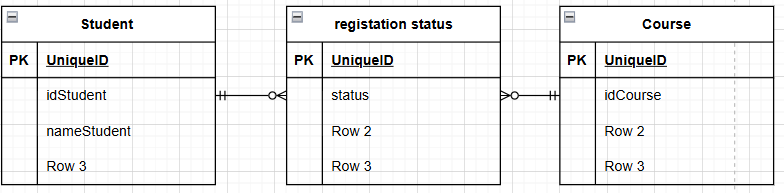 Student
PK UniqueID
idStudent
nameStudent
Row 3
registation status
PK UniqueID
status
Row 2
Row 3
Course
PK UniqueID
idCourse
Row 2
Row 3